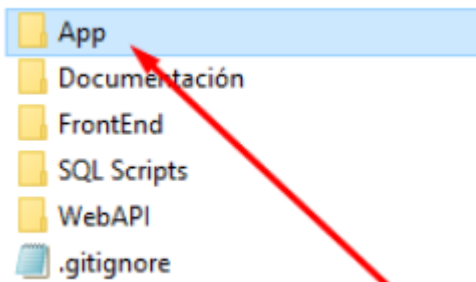 App
Documentación
FrontEnd
SQL Scripts
WebAPI
.gitignore